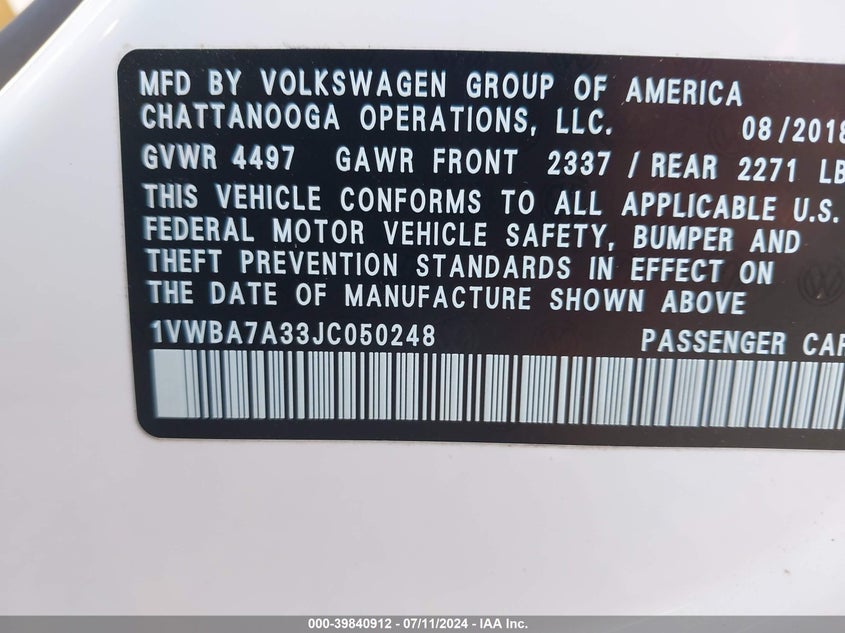 MFD BY VOLKSWAGEN GROUP OF AMERICA
CHATTANOOGA OPERATIONS, LLC. 08/2018
GVWR 4497 GAWR FRONT 2337 / REAR 2271 LB
THIS VEHICLE CONFORMS TO ALL APPLICABLE U.S.
FEDERAL MOTOR VEHICLE SAFETY, BUMPER AND
THEFT PREVENTION STANDARDS IN EFFECT ON
THE DATE OF MANUFACTURE SHOWN ABOVE
1VWBA7A33JC050248 PASSENGER CAR
000-39840912 - 07/11/2024 - IAA Inc.